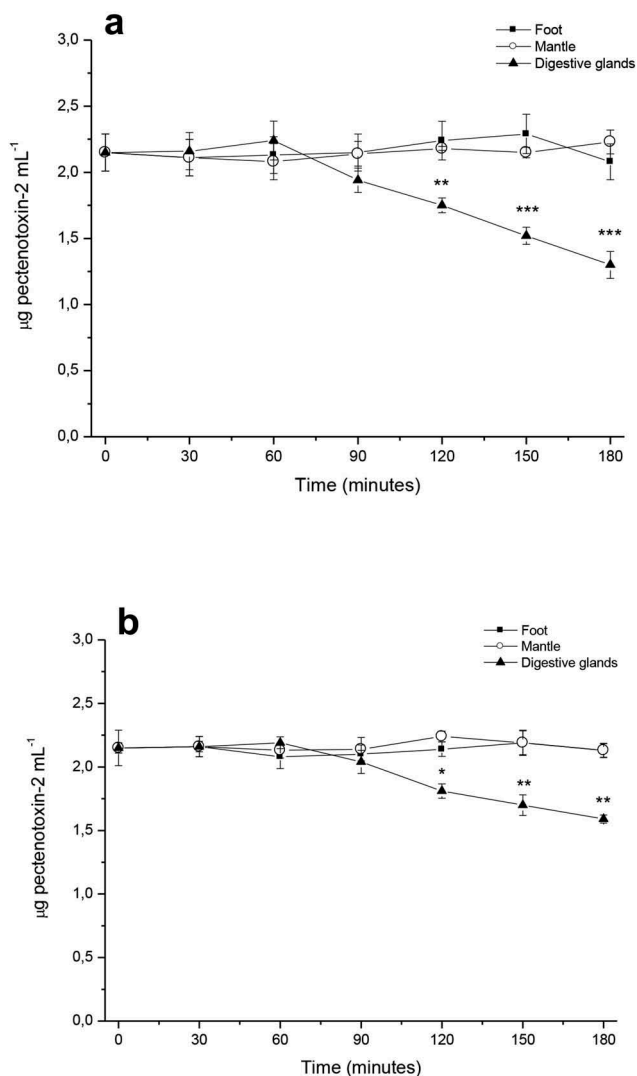 a
Foot
Mantle
Digestive glands
3,0
2,5
2,0
1,5
1,0
0,5
0,0
µg pectenotoxin-2 mL-1
**
***
***
0 30 60 90 120 150 180
Time (minutes)
b
Foot
Mantle
Digestive glands
3,0
2,5
2,0
1,5
1,0
0,5
0,0
µg pectenotoxin-2 mL-1
*
**
**
0 30 60 90 120 150 180
Time (minutes)